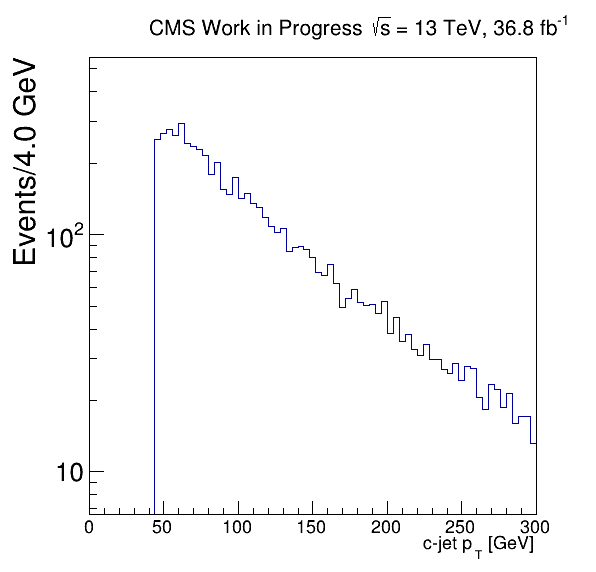 CMS Work in Progress √s = 13 TeV, 36.8 fb⁻¹
Events/4.0 GeV
10²
10
0 50 100 150 200 250 300
c-jet p_T [GeV]